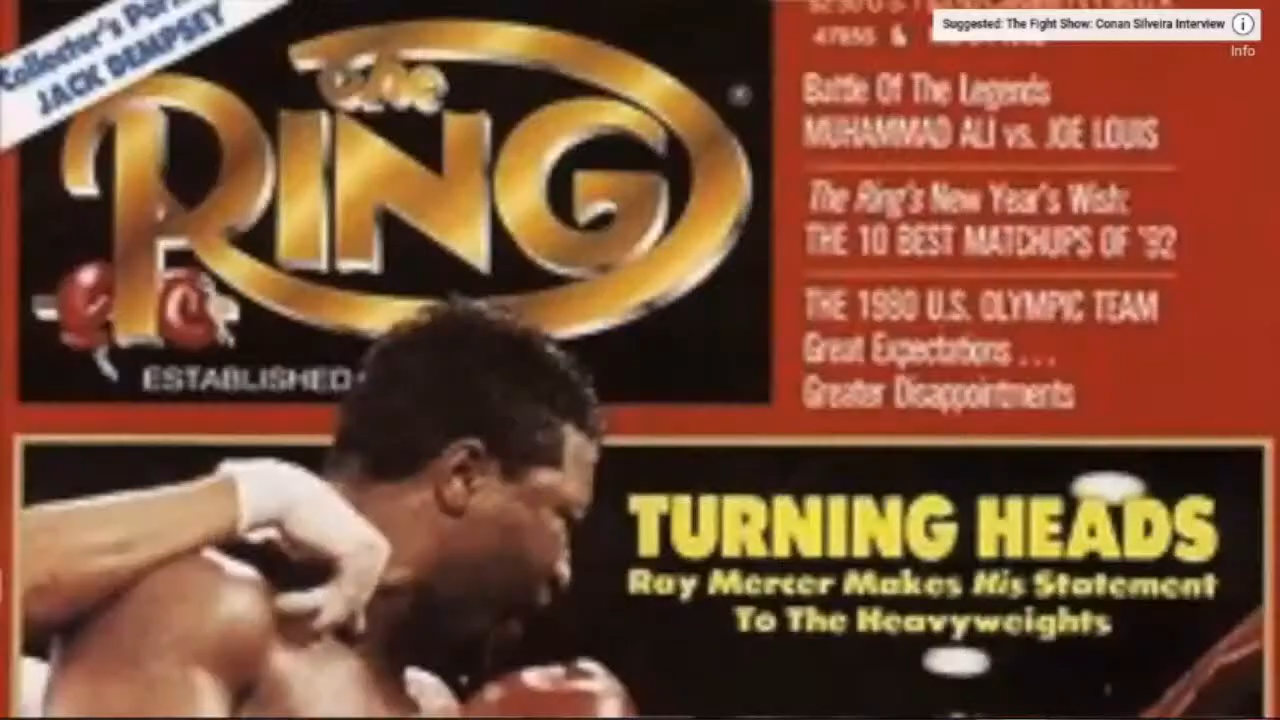 Collector's
JACK DEMPSEY
The
RING
®
ESTABLISHED
Suggested: The Fight Show: Conan Silveira Interview
Info
47855 &
Battle Of The Legends
MUHAMMAD ALI vs. JOE LOUIS
The Ring's New Year's Wish:
THE 10 BEST MATCHUPS OF '92
THE 1980 U.S. OLYMPIC TEAM
Great Expectations ...
Greater Disappointments
TURNING HEADS
Ray Mercer Makes His Statement
To The Heavyweights